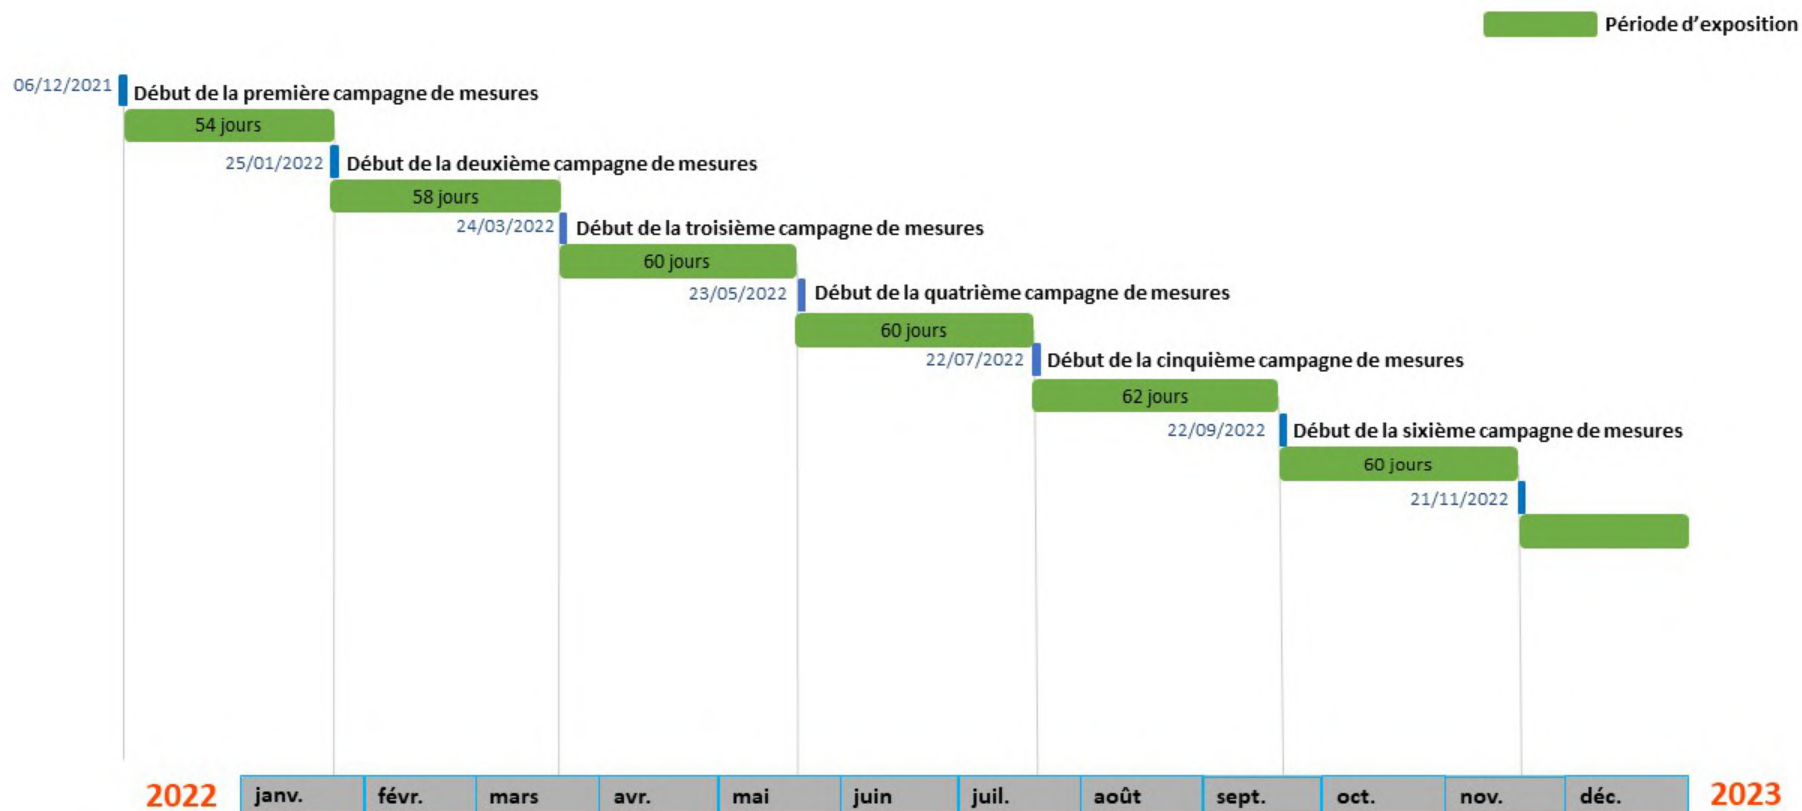 Période d'exposition
06/12/2021 Début de la première campagne de mesures
54 jours
25/01/2022 Début de la deuxième campagne de mesures
58 jours
24/03/2022 Début de la troisième campagne de mesures
60 jours
23/05/2022 Début de la quatrième campagne de mesures
60 jours
22/07/2022 Début de la cinquième campagne de mesures
62 jours
22/09/2022 Début de la sixième campagne de mesures
60 jours
21/11/2022
2022 janv. févr. mars avr. mai juin juil. août sept. oct. nov. déc. 2023